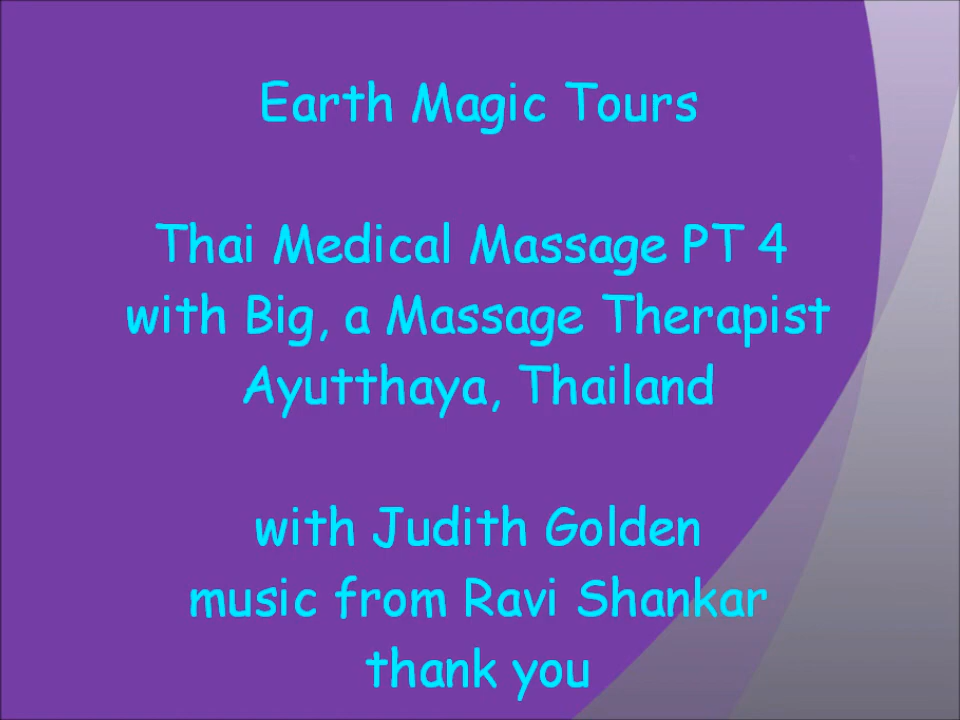 Earth Magic Tours
Thai Medical Massage PT 4
with Big, a Massage Therapist
Ayutthaya, Thailand
with Judith Golden
music from Ravi Shankar
thank you